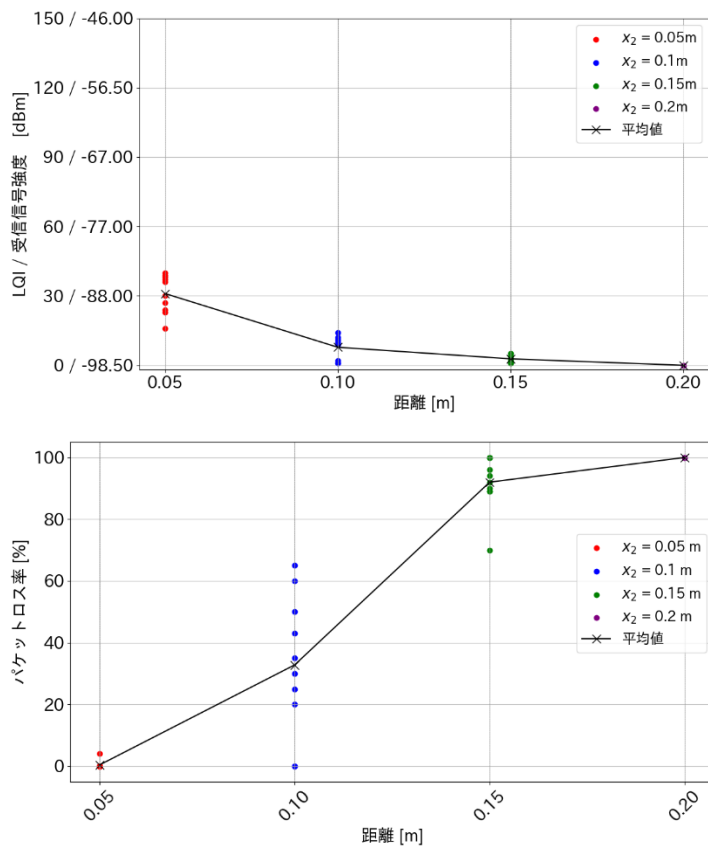 150 / -46.00
120 / -56.50
90 / -67.00
60 / -77.00
30 / -88.00
0 / -98.50
LQI / 受信信号強度 [dBm]
x₂ = 0.05m
x₂ = 0.1m
x₂ = 0.15m
x₂ = 0.2m
平均値
0.05 0.10 0.15 0.20
距離 [m]
100
80
60
40
20
0
パケットロス率 [%]
x₂ = 0.05 m
x₂ = 0.1 m
x₂ = 0.15 m
x₂ = 0.2 m
平均値
0.05 0.10 0.15 0.20
距離 [m]